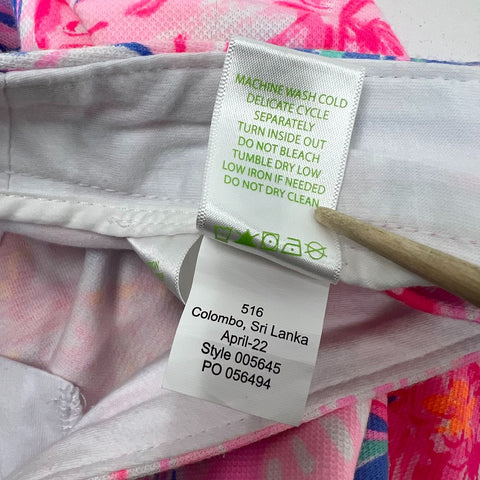 MACHINE WASH COLD
DELICATE CYCLE
SEPARATELY
TURN INSIDE OUT
DO NOT BLEACH
TUMBLE DRY LOW
LOW IRON IF NEEDED
DO NOT DRY CLEAN
516
Colombo, Sri Lanka
April-22
Style 005645
PO 056494